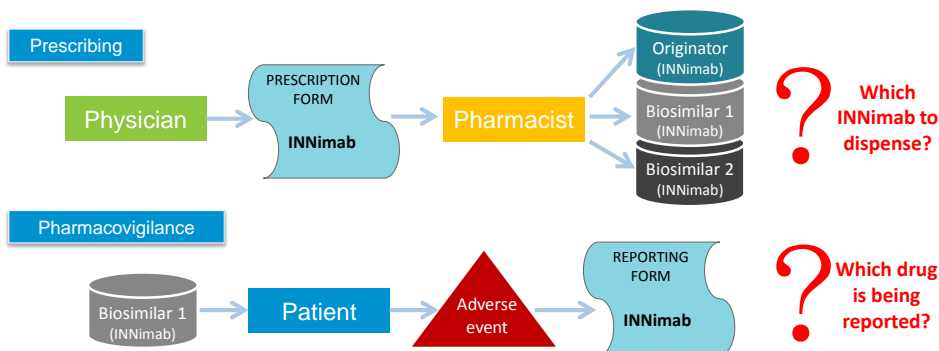 Prescribing
Physician
PRESCRIPTION
FORM
INNimab
Pharmacist
Originator
(INNimab)
Biosimilar 1
(INNimab)
Biosimilar 2
(INNimab)
?
Which
INNimab to
dispense?
Pharmacovigilance
Biosimilar 1
(INNimab)
Patient
Adverse
event
REPORTING
FORM
INNimab
?
Which drug
is being
reported?